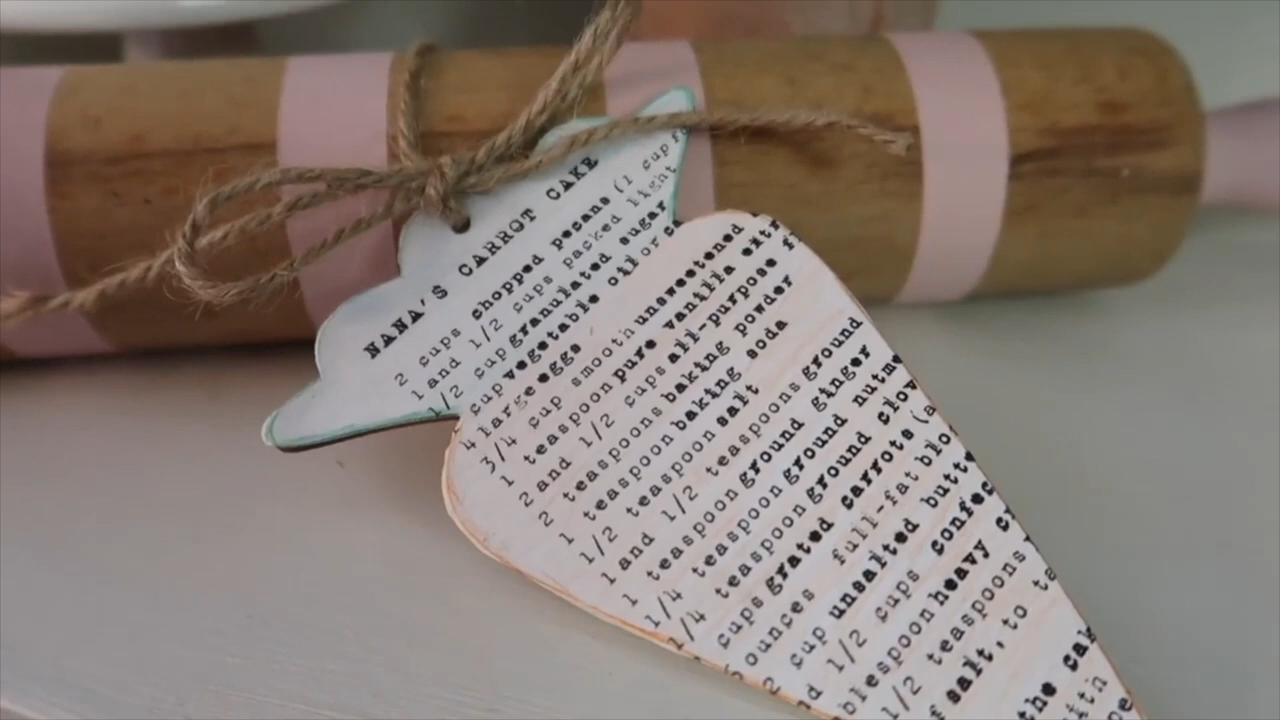 NANA'S CARROT CAKE
2 cups chopped pecans (1 cup
1 and 1/2 cups packed light
1/2 cup granulated sugar
cup vegetable oil or
4 large eggs
3/4 cup smooth unsweetened
1 teaspoon pure vanilla extr
2 and 1/2 cups all-purpose f
2 teaspoons baking powder
1 teaspoon baking soda
1/2 teaspoon salt
1 and 1/2 teaspoons ground
1 teaspoon ground ginger
1/4 teaspoon ground nutm
1/4 teaspoon ground clov
cups grated carrots (a
ounces full-fat blo
cup unsalted butt
1/2 cups confec
blespoon heavy c
1/2 teaspoons
f salt, to ta
the cak
with